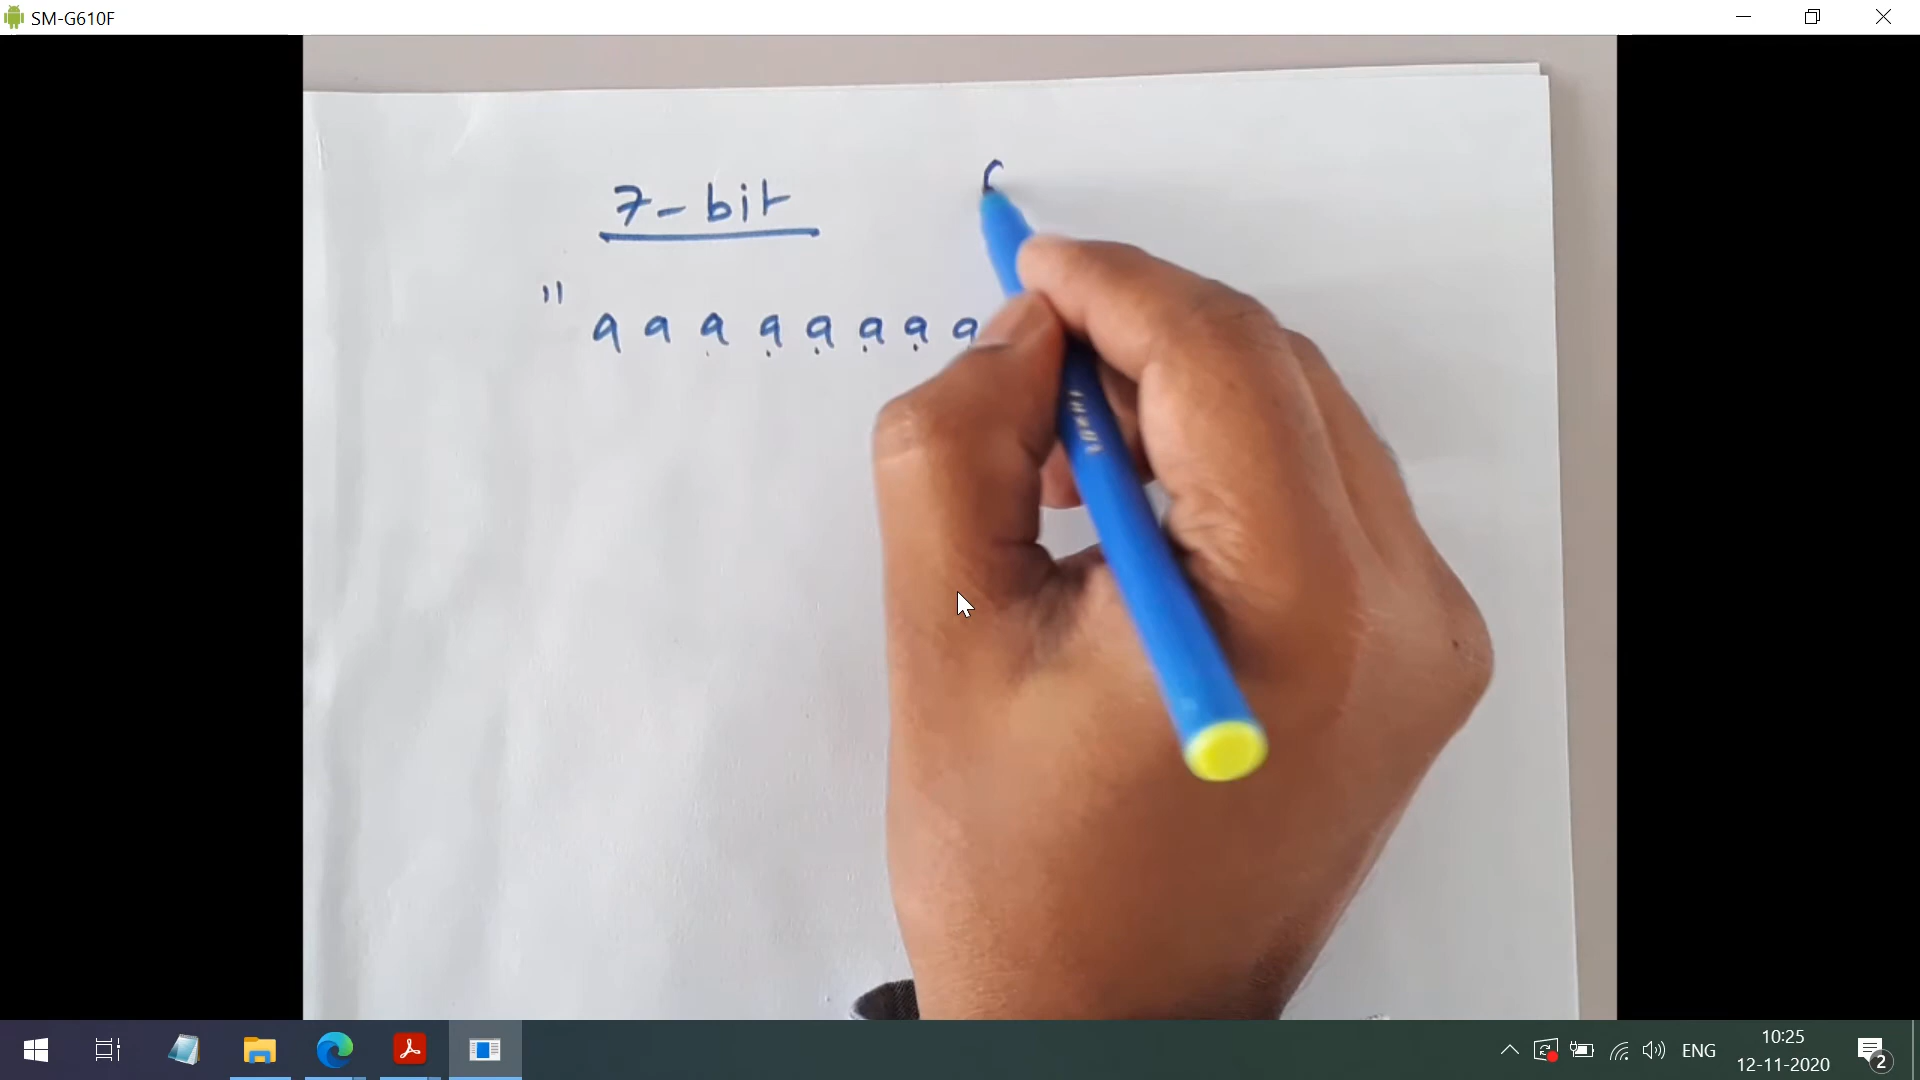 SM-G610F
7-bit
" a a a a a a a a
ENG
10:25
12-11-2020
2